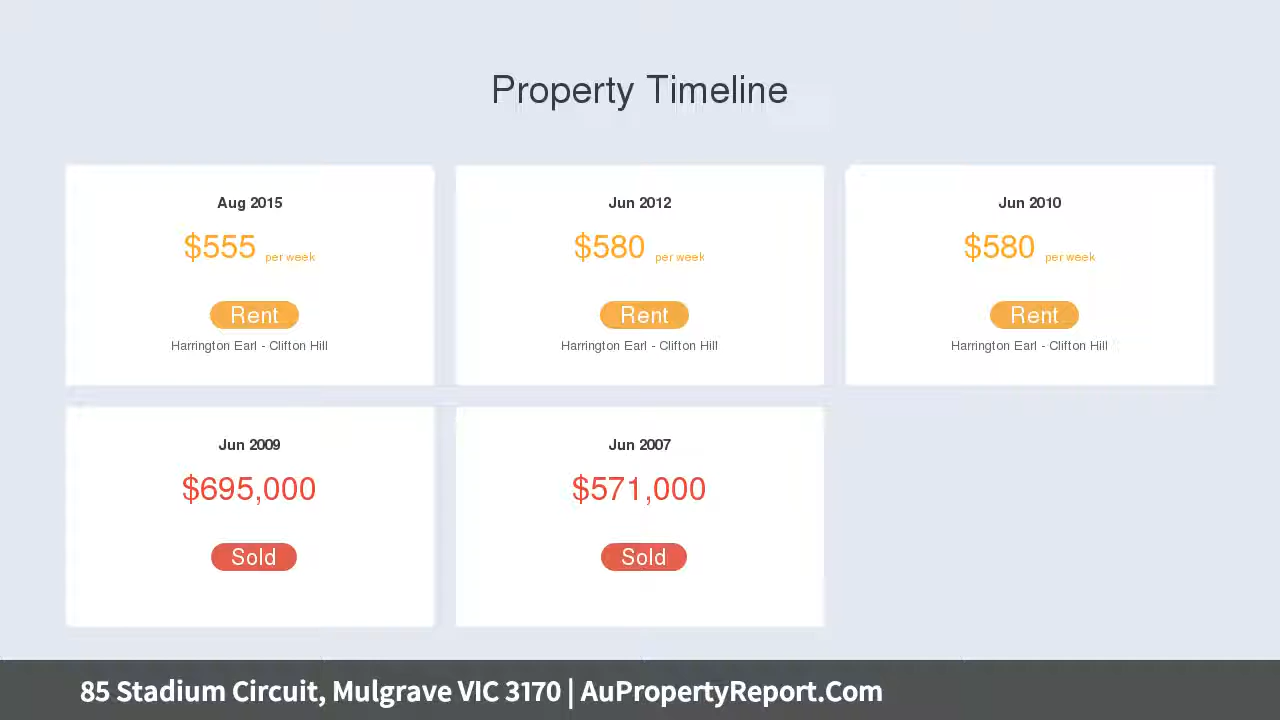 Property Timeline
Aug 2015
$555 per week
Rent
Harrington Earl - Clifton Hill
Jun 2012
$580 per week
Rent
Harrington Earl - Clifton Hill
Jun 2010
$580 per week
Rent
Harrington Earl - Clifton Hill
Jun 2009
$695,000
Sold
Jun 2007
$571,000
Sold
85 Stadium Circuit, Mulgrave VIC 3170 | AuPropertyReport.Com